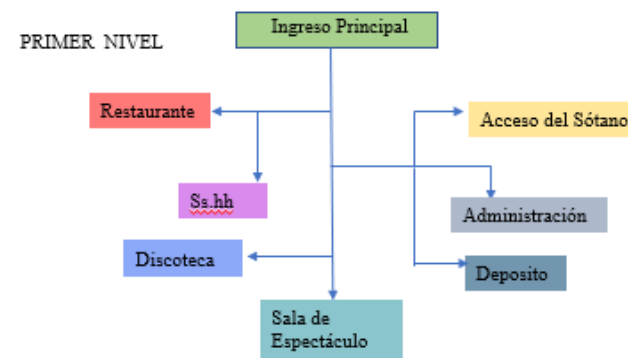 Ingreso Principal
PRIMER NIVEL
Restaurante
Acceso del Sótano
Ss.hh
Administración
Discoteca
Deposito
Sala de
Espectáculo